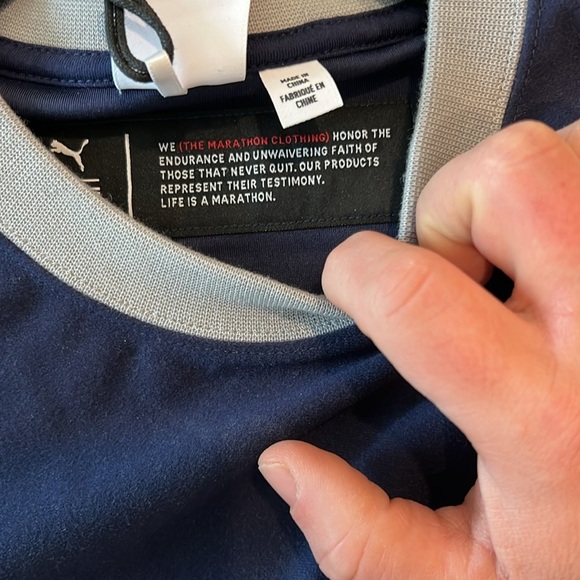 MADE IN
CHINA
FABRIQUÉ EN
CHINE
WE (THE MARATHON CLOTHING) HONOR THE
ENDURANCE AND UNWAIVERING FAITH OF
THOSE THAT NEVER QUIT. OUR PRODUCTS
REPRESENT THEIR TESTIMONY.
LIFE IS A MARATHON.